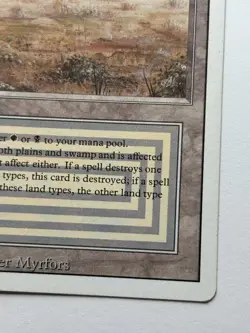 er or to your mana pool.
oth plains and swamp and is affected
t affect either. If a spell destroys one
types, this card is destroyed; if a spell
these land types, the other land type
er Myrfors